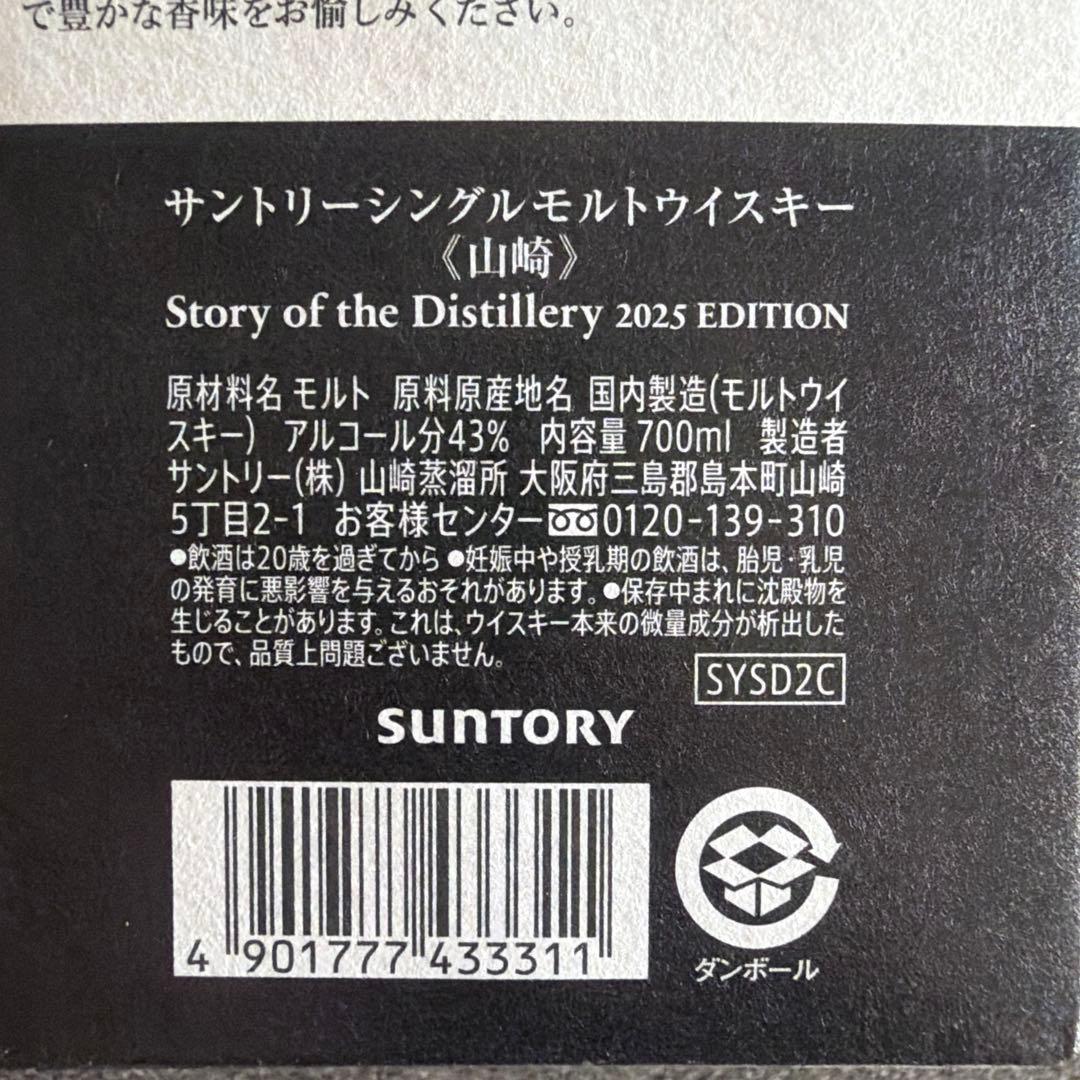 で豊かな香味をお愉しみください。
サントリーシングルモルトウイスキー
《山崎》
Story of the Distillery 2025 EDITION
原材料名 モルト 原料原産地名 国内製造(モルトウイ
スキー) アルコール分43% 内容量 700ml 製造者
サントリー(株) 山崎蒸溜所 大阪府三島郡島本町山崎
5丁目2-1 お客様センター 0120-139-310
●飲酒は20歳を過ぎてから ●妊娠中や授乳期の飲酒は、胎児・乳児
の発育に悪影響を与えるおそれがあります。●保存中まれに沈殿物を
生じることがあります。これは、ウイスキー本来の微量成分が析出した
もので、品質上問題ございません。
SYSD2C
SUNTORY
4 901777 433311
ダンボール